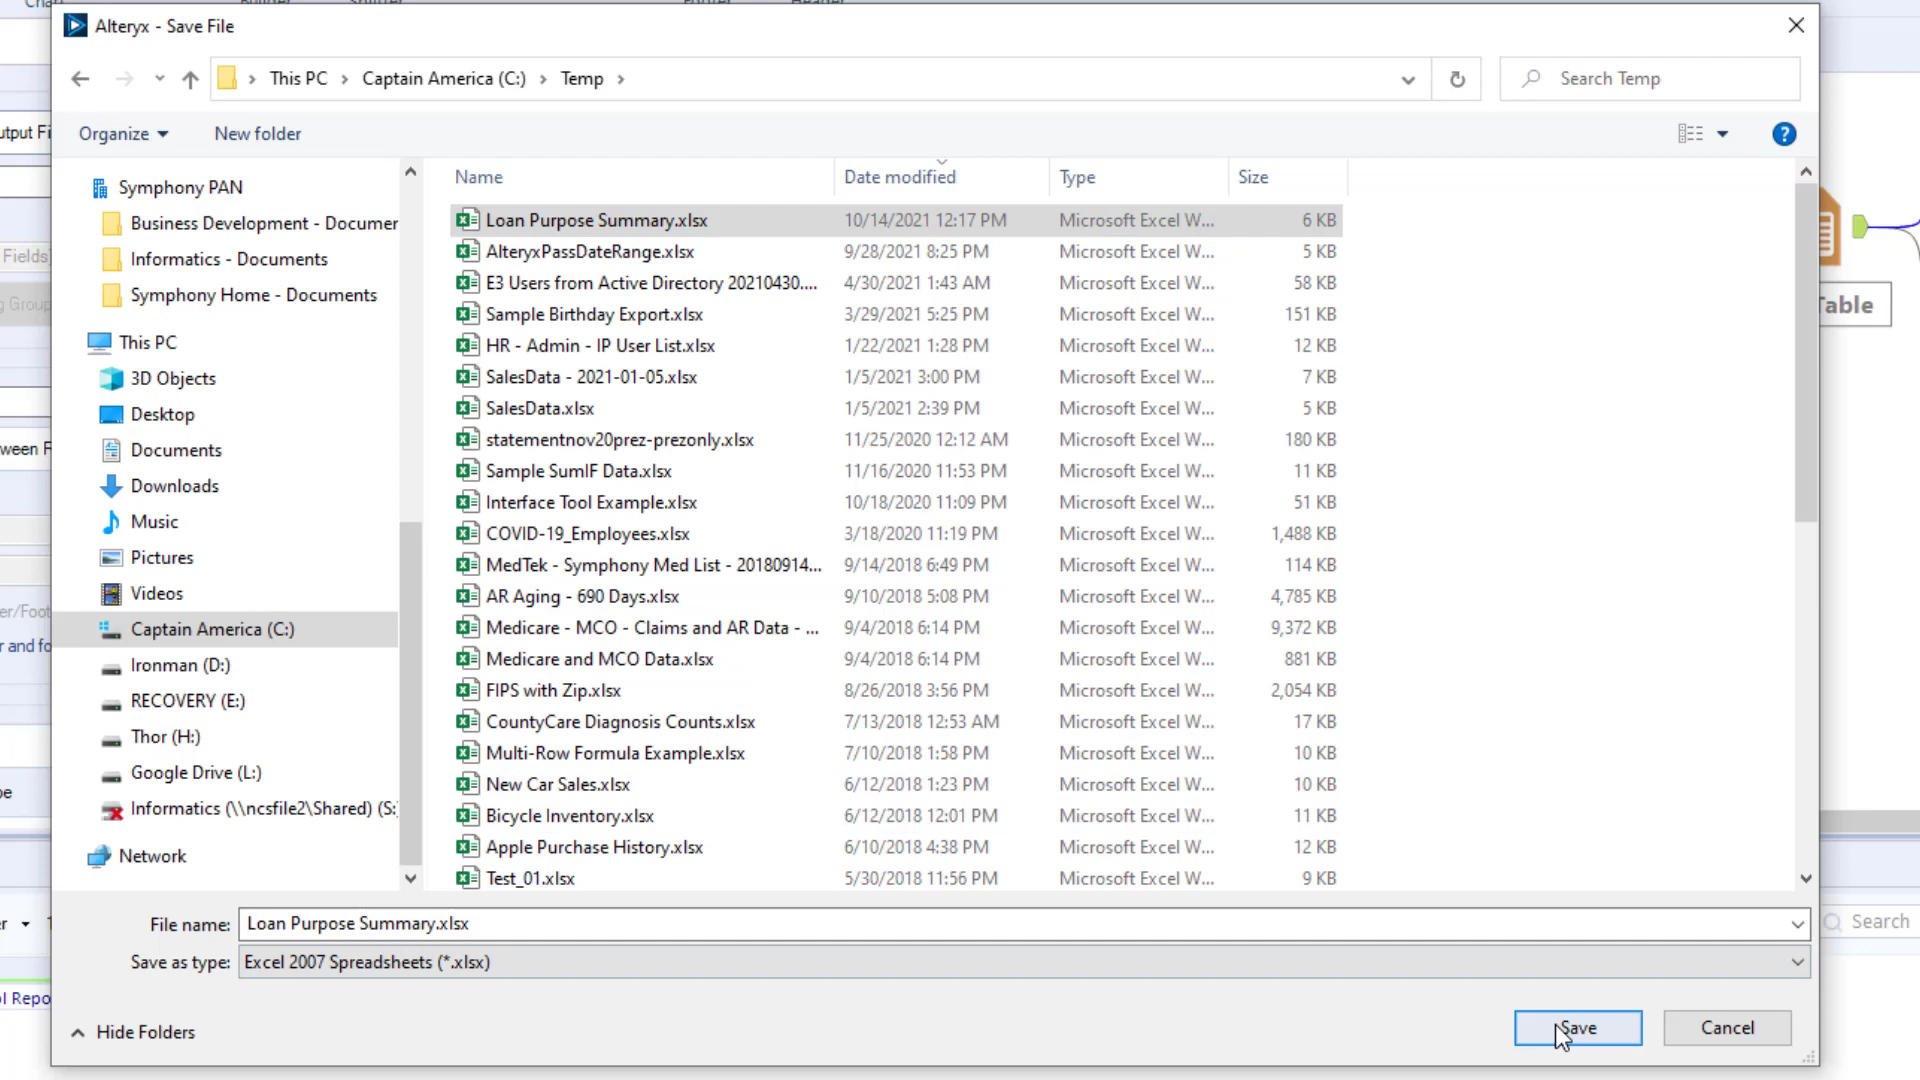 Alteryx - Save File
This PC
Captain America (C:)
Temp
Search Temp
Organize
New folder
Name
Date modified
Type
Size
Symphony PAN
Business Development - Documen
Informatics - Documents
Symphony Home - Documents
This PC
3D Objects
Desktop
Documents
Downloads
Music
Pictures
Videos
Captain America (C:)
Ironman (D:)
RECOVERY (E:)
Thor (H:)
Google Drive (L:)
Informatics (\\ncsfile2\Shared) (S:
Network
Loan Purpose Summary.xlsx 10/14/2021 12:17 PM Microsoft Excel W... 6 KB
AlteryxPassDateRange.xlsx 9/28/2021 8:25 PM Microsoft Excel W... 5 KB
E3 Users from Active Directory 20210430.... 4/30/2021 1:43 AM Microsoft Excel W... 58 KB
Sample Birthday Export.xlsx 3/29/2021 5:25 PM Microsoft Excel W... 151 KB
HR - Admin - IP User List.xlsx 1/22/2021 1:28 PM Microsoft Excel W... 12 KB
SalesData - 2021-01-05.xlsx 1/5/2021 3:00 PM Microsoft Excel W... 7 KB
SalesData.xlsx 1/5/2021 2:39 PM Microsoft Excel W... 5 KB
statementnov20prez-prezonly.xlsx 11/25/2020 12:12 AM Microsoft Excel W... 180 KB
Sample SumIF Data.xlsx 11/16/2020 11:53 PM Microsoft Excel W... 11 KB
Interface Tool Example.xlsx 10/18/2020 11:09 PM Microsoft Excel W... 51 KB
COVID-19_Employees.xlsx 3/18/2020 11:19 PM Microsoft Excel W... 1,488 KB
MedTek - Symphony Med List - 20180914... 9/14/2018 6:49 PM Microsoft Excel W... 114 KB
AR Aging - 690 Days.xlsx 9/10/2018 5:08 PM Microsoft Excel W... 4,785 KB
Medicare - MCO - Claims and AR Data - ... 9/4/2018 6:14 PM Microsoft Excel W... 9,372 KB
Medicare and MCO Data.xlsx 9/4/2018 6:14 PM Microsoft Excel W... 881 KB
FIPS with Zip.xlsx 8/26/2018 3:56 PM Microsoft Excel W... 2,054 KB
CountyCare Diagnosis Counts.xlsx 7/13/2018 12:53 AM Microsoft Excel W... 17 KB
Multi-Row Formula Example.xlsx 7/10/2018 1:58 PM Microsoft Excel W... 10 KB
New Car Sales.xlsx 6/12/2018 1:23 PM Microsoft Excel W... 10 KB
Bicycle Inventory.xlsx 6/12/2018 12:01 PM Microsoft Excel W... 11 KB
Apple Purchase History.xlsx 6/10/2018 4:38 PM Microsoft Excel W... 12 KB
Test_01.xlsx 5/30/2018 11:56 PM Microsoft Excel W... 9 KB
File name: Loan Purpose Summary.xlsx
Save as type: Excel 2007 Spreadsheets (*.xlsx)
Hide Folders
Save
Cancel
Table
Search
Fields)